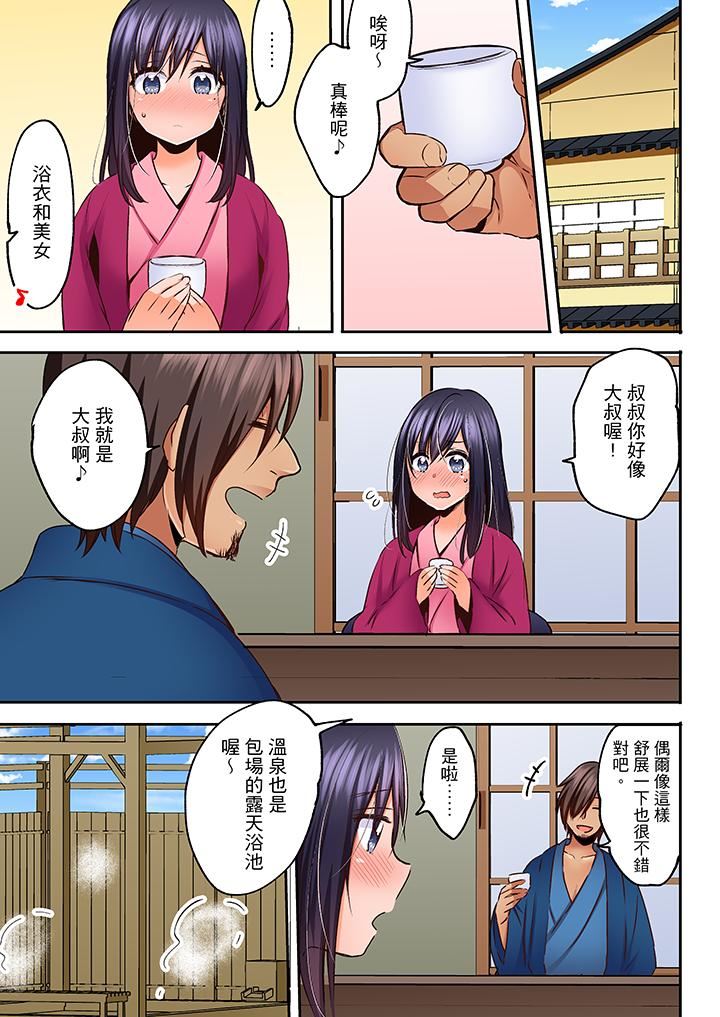 唉呀～
真棒呢♪
……
浴衣和美女
♪
叔叔你好像
大叔喔！
我就是
大叔啊♪
偶爾像這樣
舒展一下也很不錯
對吧。
是啦……
溫泉也是
包場的露天浴池
喔～